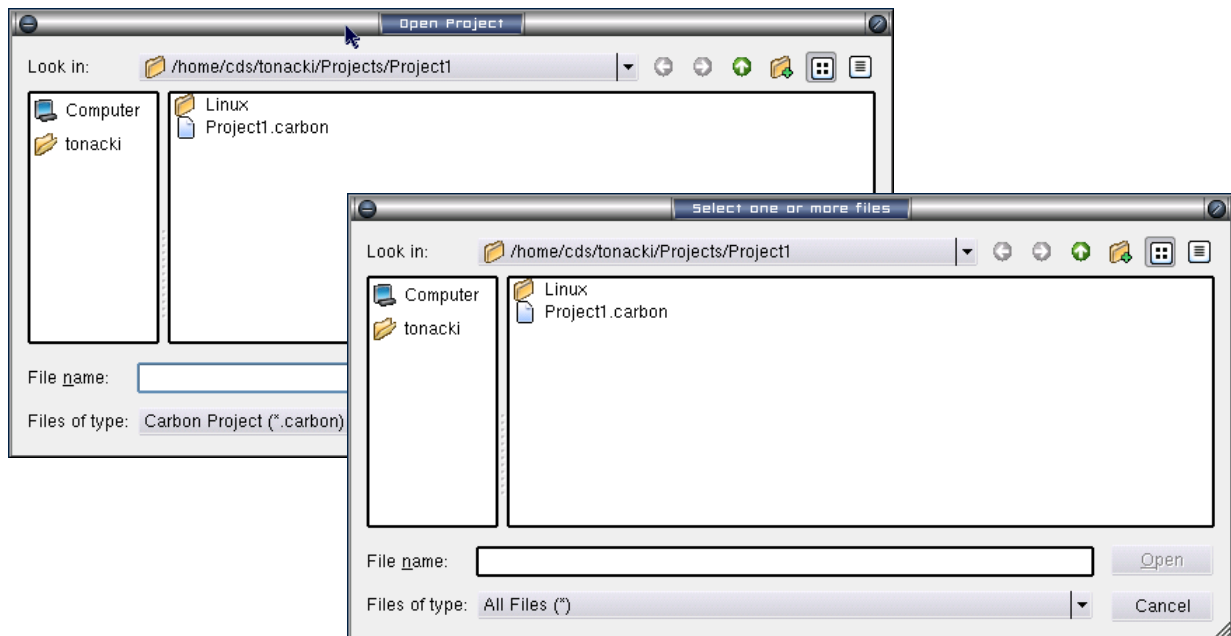 Open Project
Look in: /home/cds/tonacki/Projects/Project1
Computer
tonacki
Linux
Project1.carbon
File name:
Files of type: Carbon Project (*.carbon)
Select one or more files
Look in: /home/cds/tonacki/Projects/Project1
Computer
tonacki
Linux
Project1.carbon
File name:
Open
Files of type: All Files (*)
Cancel